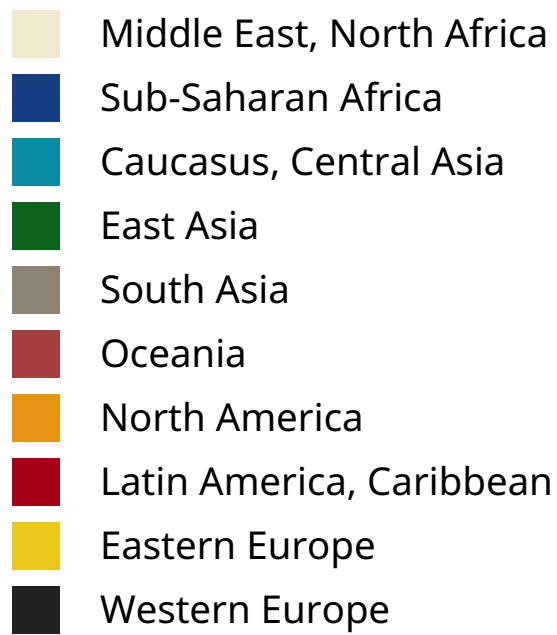 Middle East, North Africa
Sub-Saharan Africa
Caucasus, Central Asia
East Asia
South Asia
Oceania
North America
Latin America, Caribbean
Eastern Europe
Western Europe